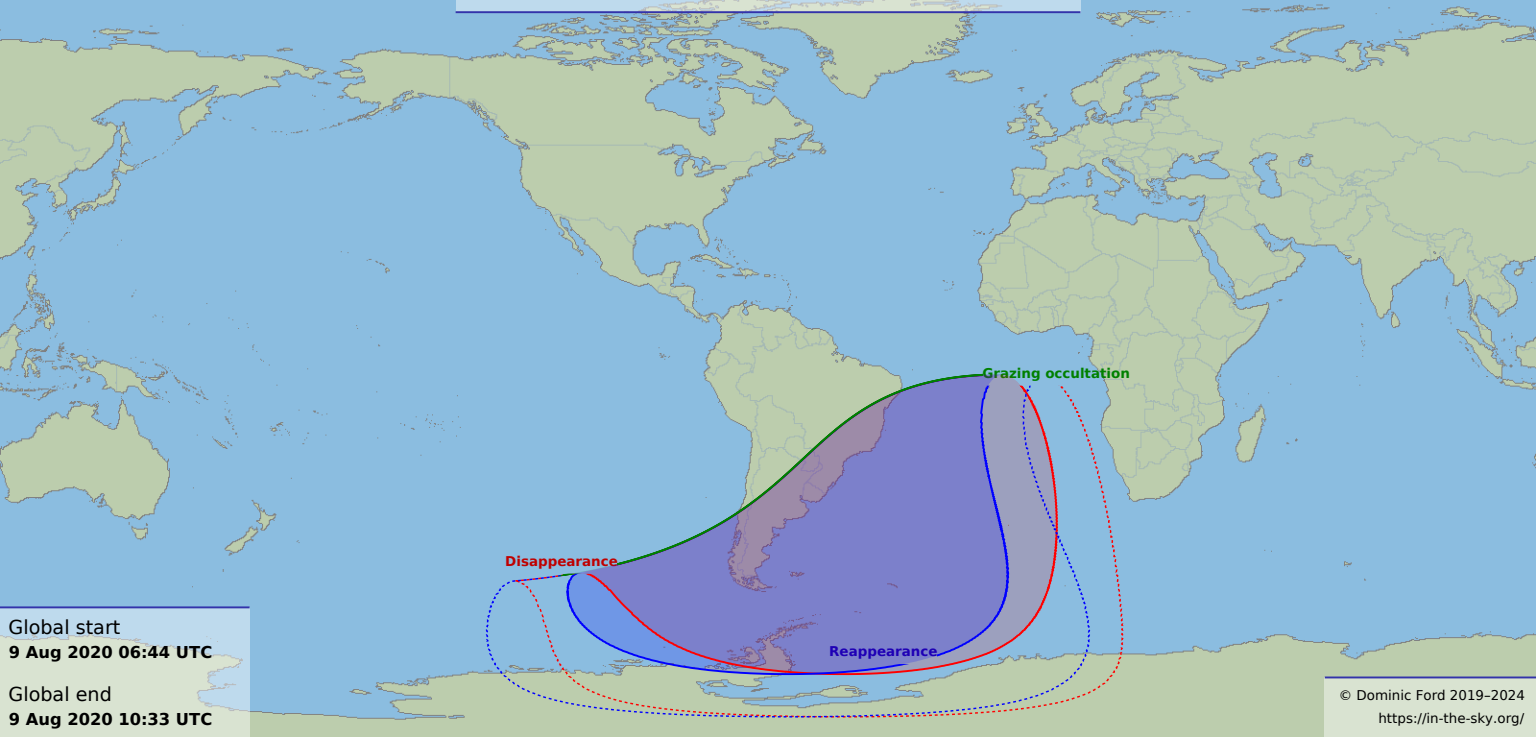 Grazing occultation
Disappearance
Reappearance
Global start
9 Aug 2020 06:44 UTC
Global end
9 Aug 2020 10:33 UTC
© Dominic Ford 2019–2024
https://in-the-sky.org/